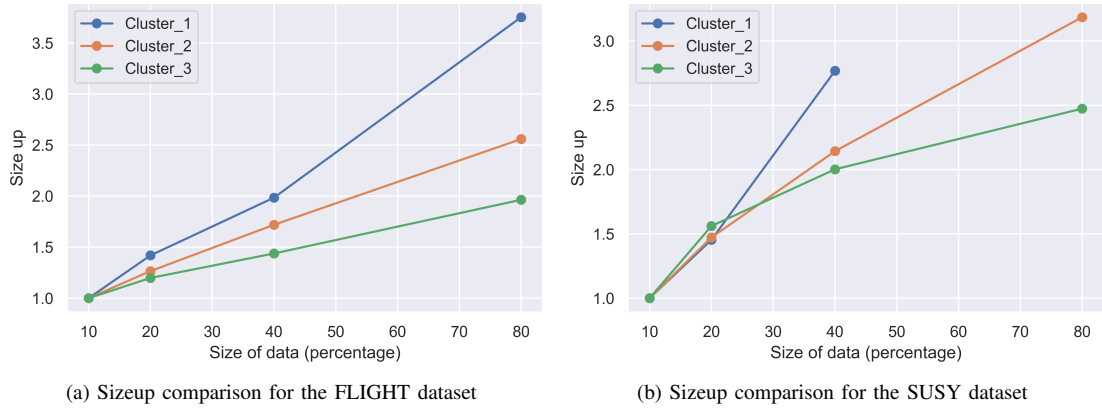 Cluster_1
Cluster_2
Cluster_3
3.5
3.0
2.5
2.0
1.5
1.0
Size up
10 20 30 40 50 60 70 80
Size of data (percentage)
(a) Sizeup comparison for the FLIGHT dataset
Cluster_1
Cluster_2
Cluster_3
3.0
2.5
2.0
1.5
1.0
Size up
10 20 30 40 50 60 70 80
Size of data (percentage)
(b) Sizeup comparison for the SUSY dataset